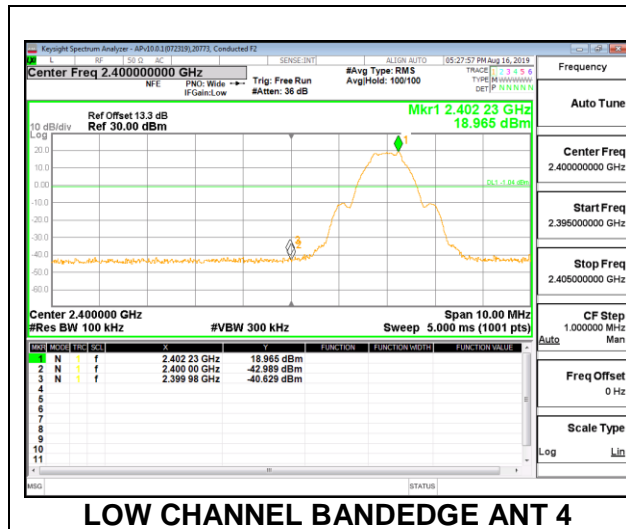 Keysight Spectrum Analyzer - APv10.0.1(072319),20773, Conducted F2
L RF 50 Ω AC SENSE:INT ALIGN AUTO 05:27:57 PM Aug 16, 2019
Center Freq 2.400000000 GHz
NFE PNO: Wide Trig: Free Run
IFGain:Low #Atten: 36 dB
#Avg Type: RMS
Avg|Hold: 100/100
TRACE 1 2 3 4 5 6
TYPE M WWWWW
DET P N N N N N
Frequency
Ref Offset 13.3 dB
10 dB/div Ref 30.00 dBm
Log
Mkr1 2.402 23 GHz
18.965 dBm
1
20.0
10.0
0.00
DL1 -1.04 dBm
-10.0
-20.0
-30.0
-40.0
-50.0
-60.0
Center 2.400000 GHz Span 10.00 MHz
#Res BW 100 kHz #VBW 300 kHz Sweep 5.000 ms (1001 pts)
MKR MODE TRC SCL X Y FUNCTION FUNCTION WIDTH FUNCTION VALUE
1 N 1 f 2.402 23 GHz 18.965 dBm
2 N 1 f 2.400 00 GHz -42.989 dBm
3 N 1 f 2.399 98 GHz -40.629 dBm
4
5
6
7
8
9
10
11
MSG STATUS
Auto Tune
Center Freq
2.400000000 GHz
Start Freq
2.395000000 GHz
Stop Freq
2.405000000 GHz
CF Step
1.000000 MHz
Auto Man
Freq Offset
0 Hz
Scale Type
Log Lin
LOW CHANNEL BANDEDGE ANT 4